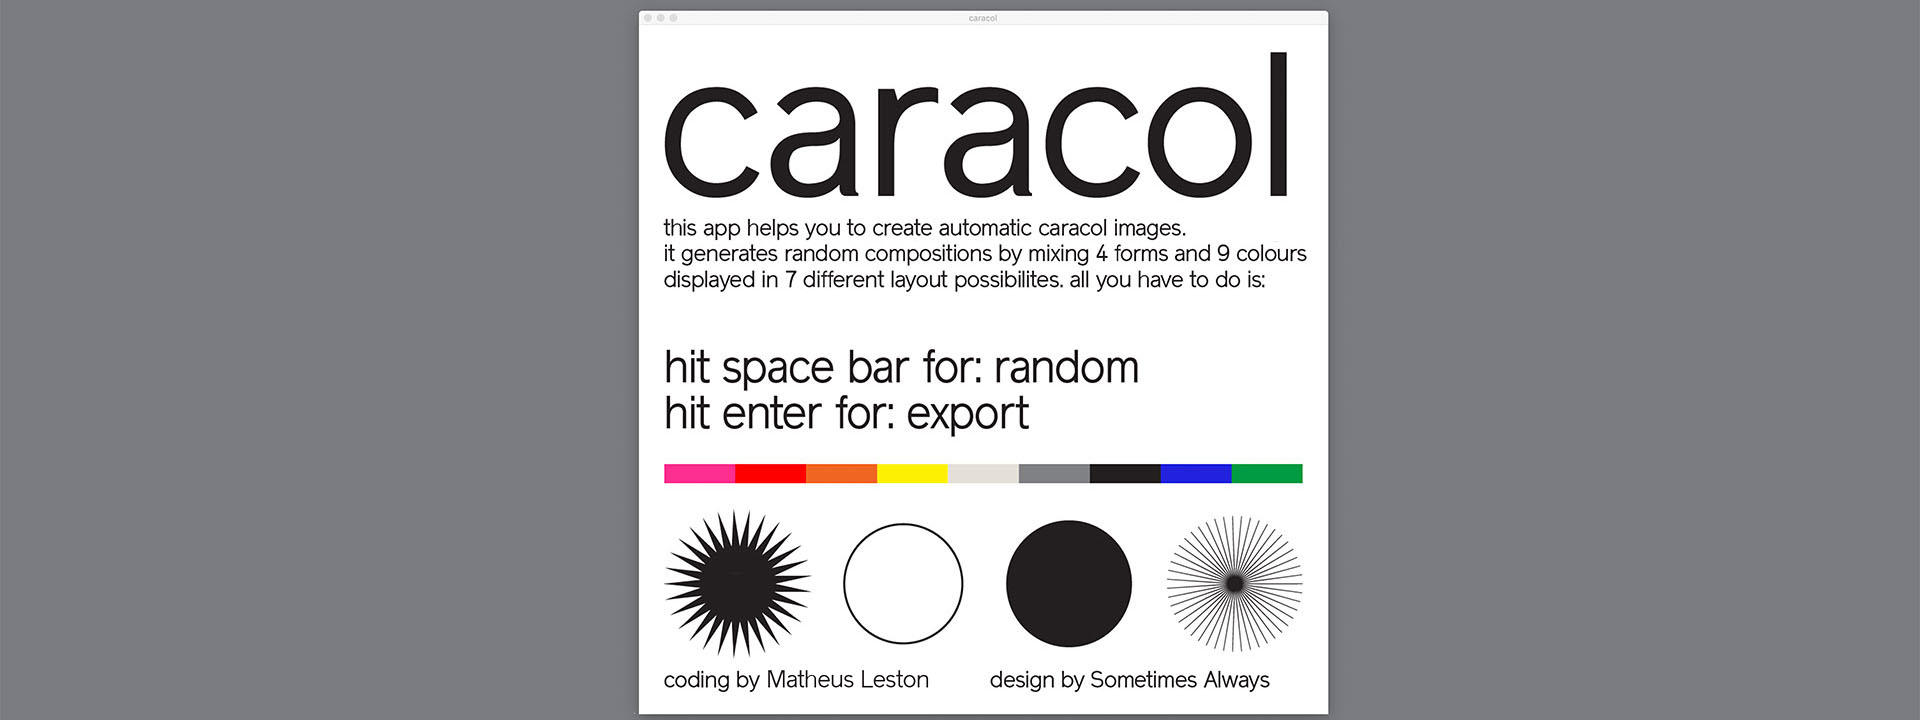 caracol
caracol
this app helps you to create automatic caracol images.
it generates random compositions by mixing 4 forms and 9 colours
displayed in 7 different layout possibilites. all you have to do is:
hit space bar for: random
hit enter for: export
coding by Matheus Leston
design by Sometimes Always